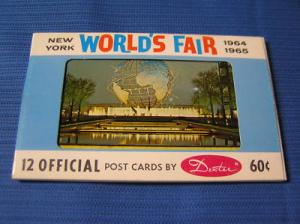 NEW YORK WORLD'S FAIR 1964 1965
12 OFFICIAL POST CARDS BY Dexter 60¢